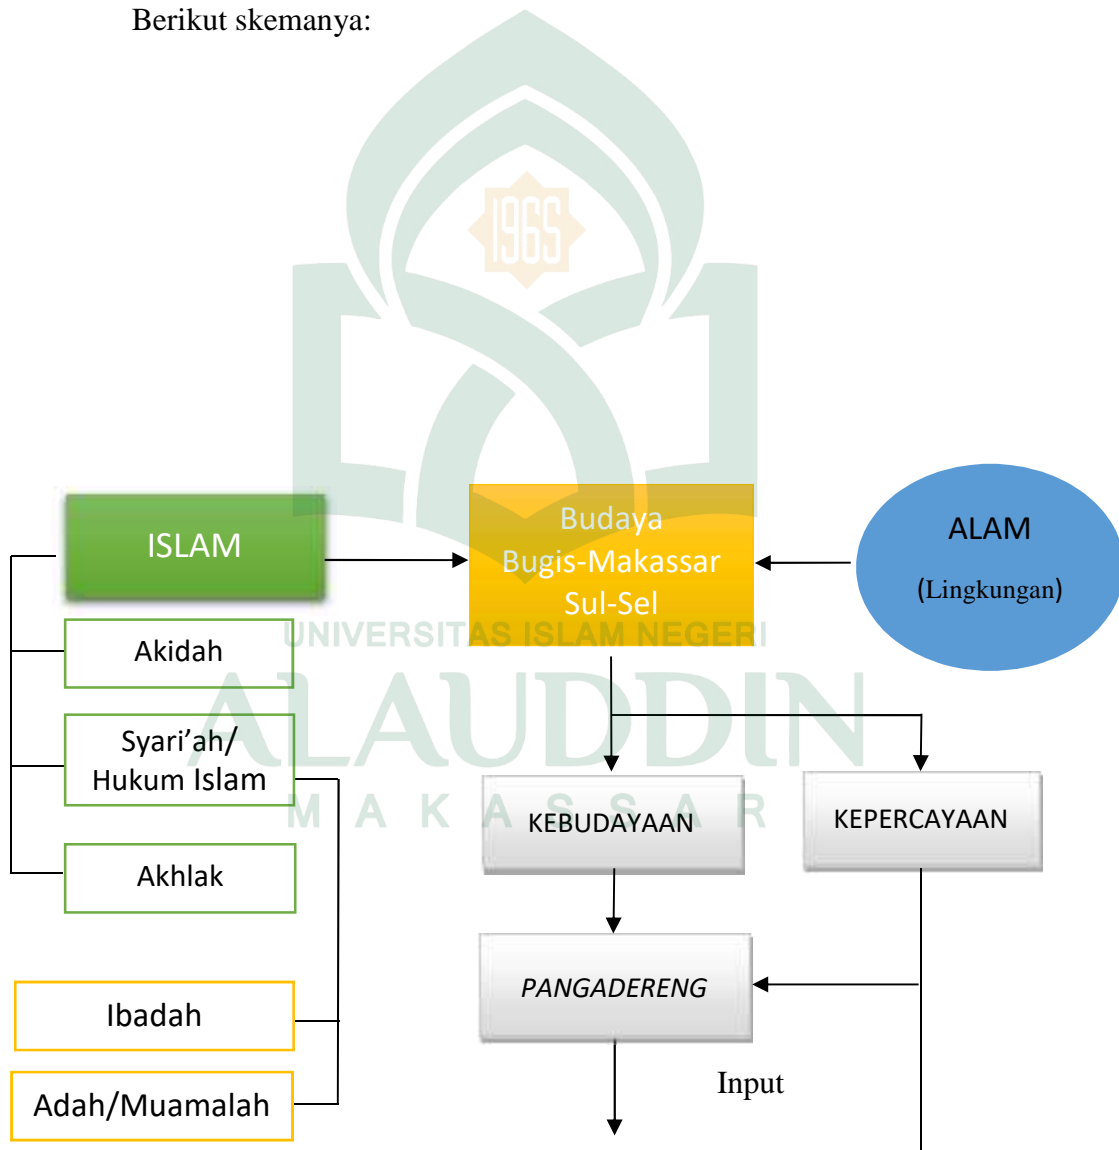 Berikut skemanya:
1965
ISLAM
Budaya
Bugis-Makassar
Sul-Sel
ALAM
(Lingkungan)
UNIVERSITAS ISLAM NEGERI
ALAUDDIN
MAKASSAR
Akidah
Syari’ah/
Hukum Islam
Akhlak
Ibadah
Adah/Muamalah
KEBUDAYAAN
KEPERCAYAAN
PANGADERENG
Input